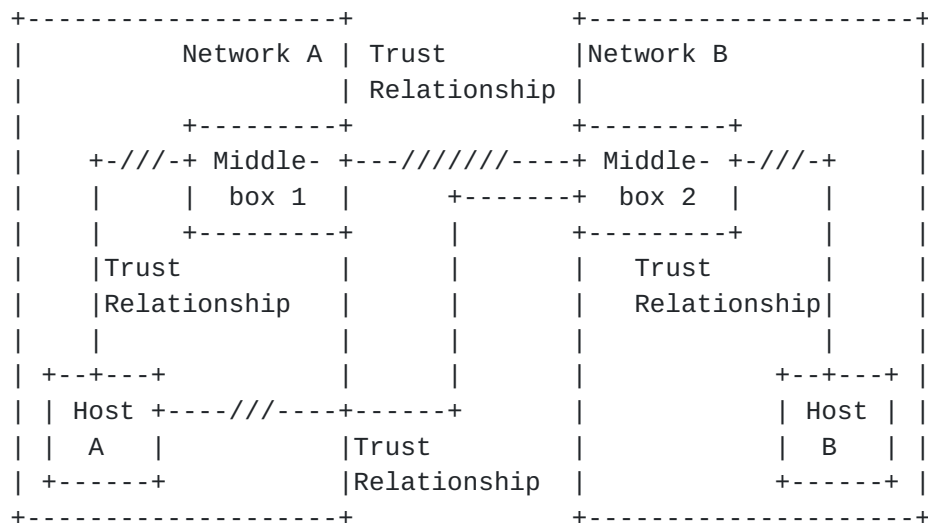 +--------------------+              +---------------------+
|          Network A | Trust        |Network B            |
|                    | Relationship |                     |
|          +---------+              +---------+           |
|    +-///-+ Middle- +---///////----+ Middle- +-///-+     |
|    |     |  box 1  |      +-------+  box 2  |     |     |
|    |     +---------+      |       +---------+     |     |
|    |Trust               |      |       |   Trust       |     |
|    |Relationship        |      |       |   Relationship|     |
|    |               |      |       |               |     |
| +--+---+           |      |       |            +--+---+ |
| | Host +----///----+------+       |            | Host | |
| |  A   |           |Trust         |            |  B   | |
| +------+           |Relationship  |            +------+ |
+--------------------+              +---------------------+